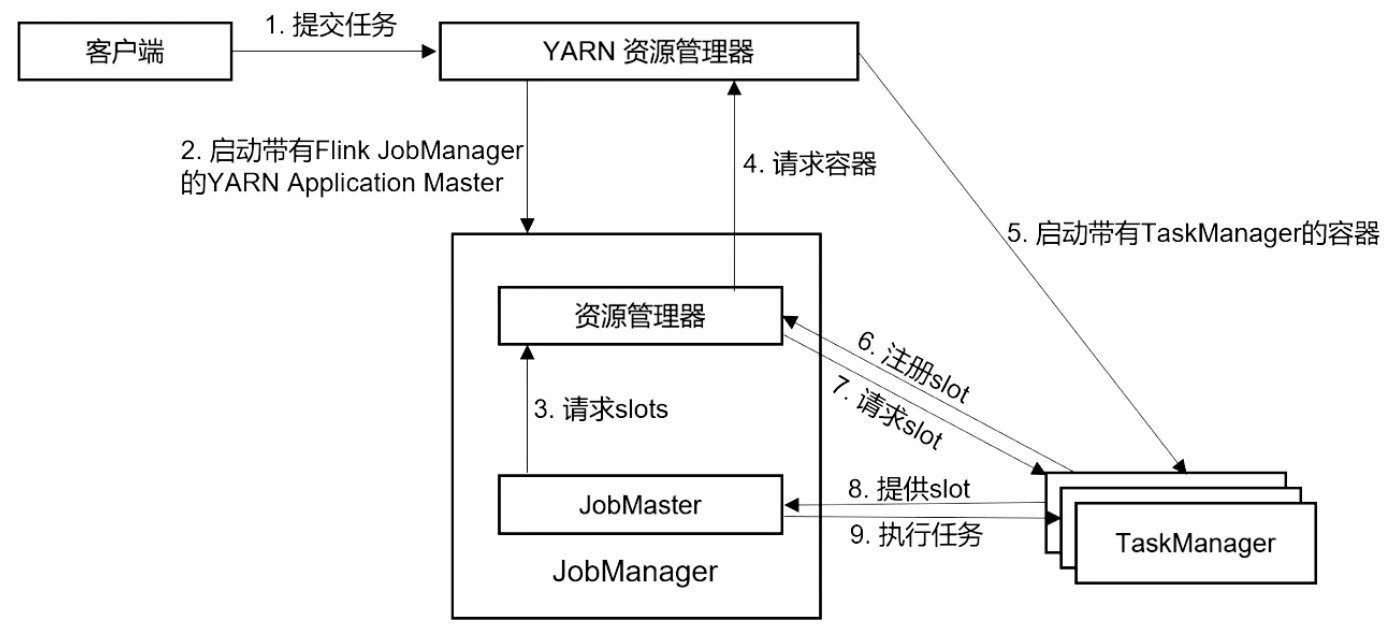 客户端
1. 提交任务
YARN 资源管理器
2. 启动带有Flink JobManager
的YARN Application Master
4. 请求容器
5. 启动带有TaskManager的容器
资源管理器
6. 注册slot
7. 请求slot
3. 请求slots
JobMaster
8. 提供slot
9. 执行任务
TaskManager
JobManager